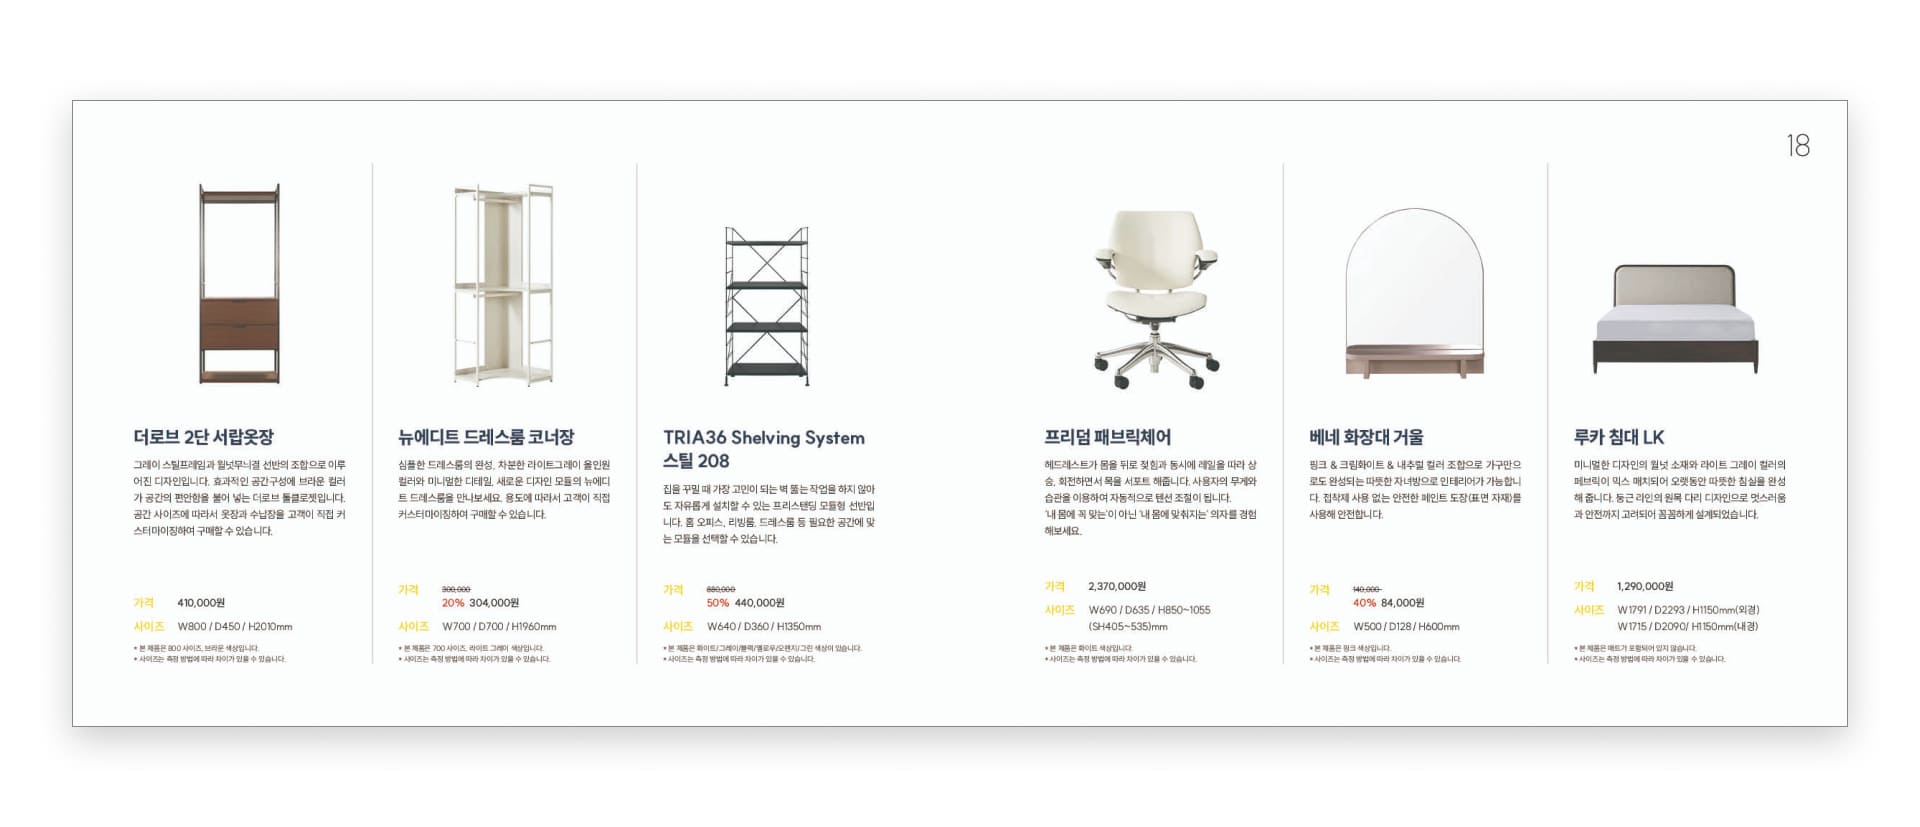 18
더로브 2단 서랍옷장
그레이 스틸프레임과 월넛무늬결 선반의 조합으로 이루
어진 디자인입니다. 효과적인 공간구성에 브라운 컬러
가 공간의 편안함을 불어 넣는 더로브 톨클로젯입니다.
공간 사이즈에 따라서 옷장과 수납장을 고객이 직접 커
스터마이징하여 구매할 수 있습니다.
가격 410,000원
사이즈 W800 / D450 / H2010mm
* 본 제품은 800 사이즈, 브라운 색상입니다.
* 사이즈는 측정 방법에 따라 차이가 있을 수 있습니다.
뉴에디트 드레스룸 코너장
심플한 드레스룸의 완성, 차분한 라이트그레이 올인원
컬러와 미니멀한 디테일, 새로운 디자인 모듈의 뉴에디
트 드레스룸을 만나보세요. 용도에 따라서 고객이 직접
커스터마이징하여 구매할 수 있습니다.
가격 300,000
20% 304,000원
사이즈 W700 / D700 / H1960mm
* 본 제품은 700 사이즈, 라이트 그레이 색상입니다.
* 사이즈는 측정 방법에 따라 차이가 있을 수 있습니다.
TRIA36 Shelving System
스틸 208
집을 꾸밀 때 가장 고민이 되는 벽 뚫는 작업을 하지 않아
도 자유롭게 설치할 수 있는 프리스탠딩 모듈형 선반입
니다. 홈 오피스, 리빙룸, 드레스룸 등 필요한 공간에 맞
는 모듈을 선택할 수 있습니다.
가격 880,000
50% 440,000원
사이즈 W640 / D360 / H1350mm
* 본 제품은 화이트/그레이/블랙/옐로우/오렌지/그린 색상이 있습니다.
* 사이즈는 측정 방법에 따라 차이가 있을 수 있습니다.
프리덤 패브릭체어
헤드레스트가 몸을 뒤로 젖힘과 동시에 레일을 따라 상
승, 회전하면서 목을 서포트 해줍니다. 사용자의 무게와
습관을 이용하여 자동적으로 텐션 조절이 됩니다.
'내 몸에 꼭 맞는'이 아닌 '내 몸에 맞춰지는' 의자를 경험
해보세요.
가격 2,370,000원
사이즈 W690 / D635 / H850~1055
(SH405~535)mm
* 본 제품은 화이트 색상입니다.
* 사이즈는 측정 방법에 따라 차이가 있을 수 있습니다.
베네 화장대 거울
핑크 & 크림화이트 & 내추럴 컬러 조합으로 가구만으
로도 완성되는 따뜻한 자녀방으로 인테리어가 가능합니
다. 접착제 사용 없는 안전한 페인트 도장(표면 자재)를
사용해 안전합니다.
가격 140,000
40% 84,000원
사이즈 W500 / D128 / H600mm
* 본 제품은 핑크 색상입니다.
* 사이즈는 측정 방법에 따라 차이가 있을 수 있습니다.
루카 침대 LK
미니멀한 디자인의 월넛 소재와 라이트 그레이 컬러의
페브릭이 믹스 매치되어 오랫동안 따뜻한 침실을 완성
해 줍니다. 둥근 라인의 원목 다리 디자인으로 멋스러움
과 안전까지 고려되어 꼼꼼하게 설계되었습니다.
가격 1,290,000원
사이즈 W1791 / D2293 / H1150mm(외경)
W1715 / D2090/ H1150mm(내경)
* 본 제품은 매트가 포함되어 있지 않습니다.
* 사이즈는 측정 방법에 따라 차이가 있을 수 있습니다.